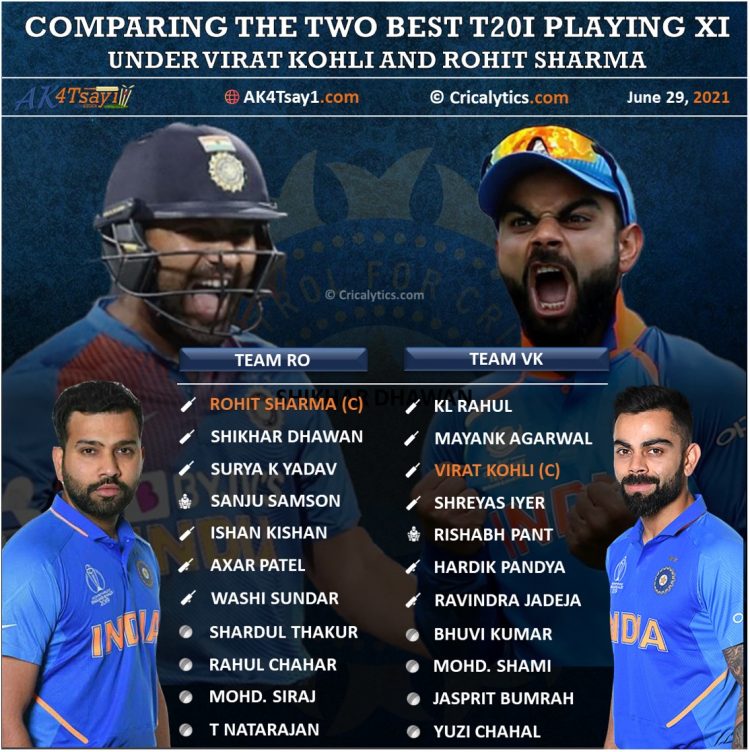 COMPARING THE TWO BEST T20I PLAYING XI
UNDER VIRAT KOHLI AND ROHIT SHARMA
AK4Tsay1
AK4Tsay1.com
© Cricalytics.com
June 29, 2021
© Cricalytics.com
TEAM RO
TEAM VK
SHIKHAR DHAWAN
ROHIT SHARMA (C)
KL RAHUL
SHIKHAR DHAWAN
MAYANK AGARWAL
SURYA K YADAV
VIRAT KOHLI (C)
SANJU SAMSON
SHREYAS IYER
ISHAN KISHAN
RISHABH PANT
AXAR PATEL
HARDIK PANDYA
WASHI SUNDAR
RAVINDRA JADEJA
SHARDUL THAKUR
BHUVI KUMAR
RAHUL CHAHAR
MOHD. SHAMI
MOHD. SIRAJ
JASPRIT BUMRAH
T NATARAJAN
YUZI CHAHAL
INDIA